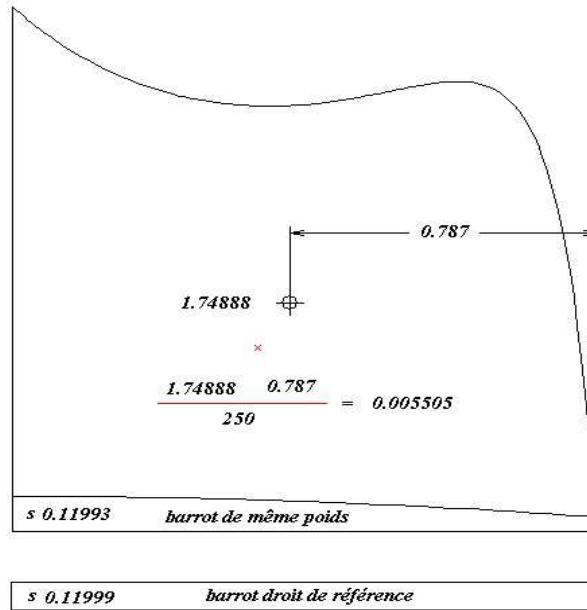 0.787
1.74888
1.74888 0.787
250
= 0.005505
s 0.11993 barrot de même poids
s 0.11999 barrot droit de référence